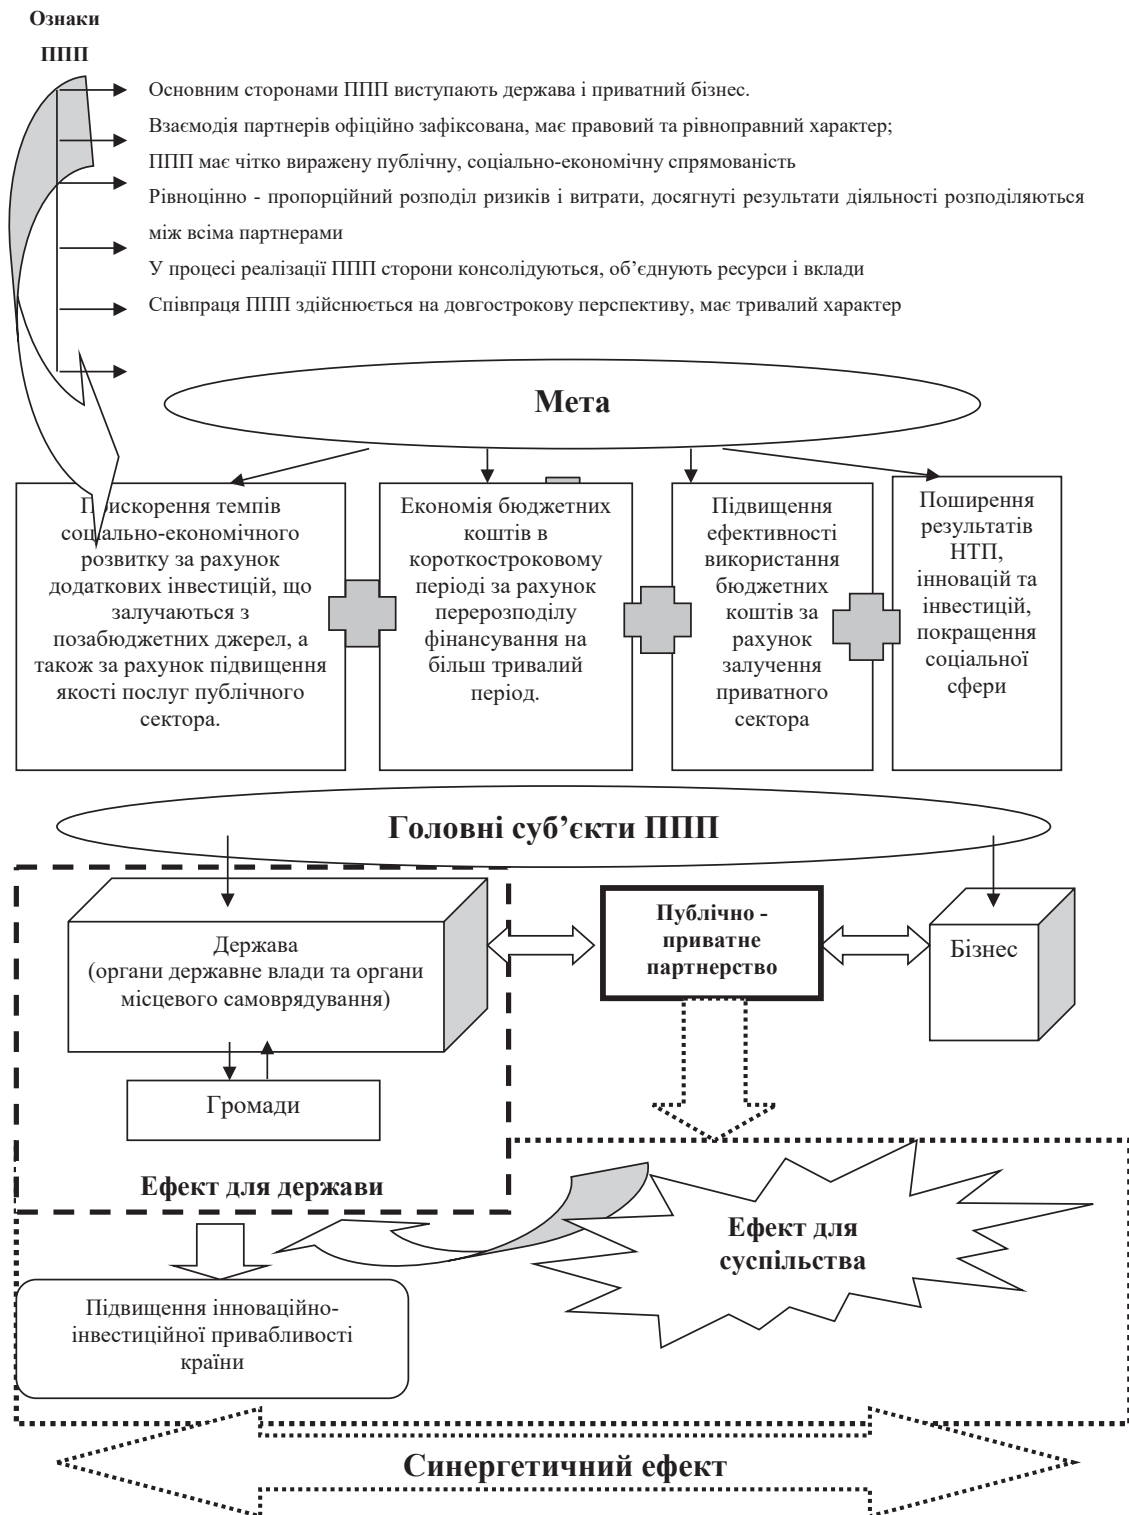 Ознаки
ППП
Основним сторонами ППП виступають держава і приватний бізнес.
Взаємодія партнерів офіційно зафіксована, має правовий та рівноправний характер;
ППП має чітко виражену публічну, соціально-економічну спрямованість
Рівноцінно - пропорційний розподіл ризиків і витрати, досягнуті результати діяльності розподіляються
між всіма партнерами
У процесі реалізації ППП сторони консолідуються, об’єднують ресурси і вклади
Співпраця ППП здійснюється на довгострокову перспективу, має тривалий характер
Мета
Прискорення темпів
соціально-економічного
розвитку за рахунок
додаткових інвестицій, що
залучаються з
позабюджетних джерел, а
також за рахунок підвищення
якості послуг публічного
сектора.
Економія бюджетних
коштів в
короткостроковому
періоді за рахунок
перерозподілу
фінансування на
більш тривалий
період.
Підвищення
ефективності
використання
бюджетних
коштів за
рахунок
залучення
приватного
сектора
Поширення
результатів
НТП,
інновацій та
інвестицій,
покращення
соціальної
сфери
Головні суб’єкти ППП
Держава
(органи державне влади та органи
місцевого самоврядування)
Публічно -
приватне
партнерство
Бізнес
Громади
Ефект для держави
Ефект для
суспільства
Підвищення інноваційно-
інвестиційної привабливості
країни
Синергетичний ефект